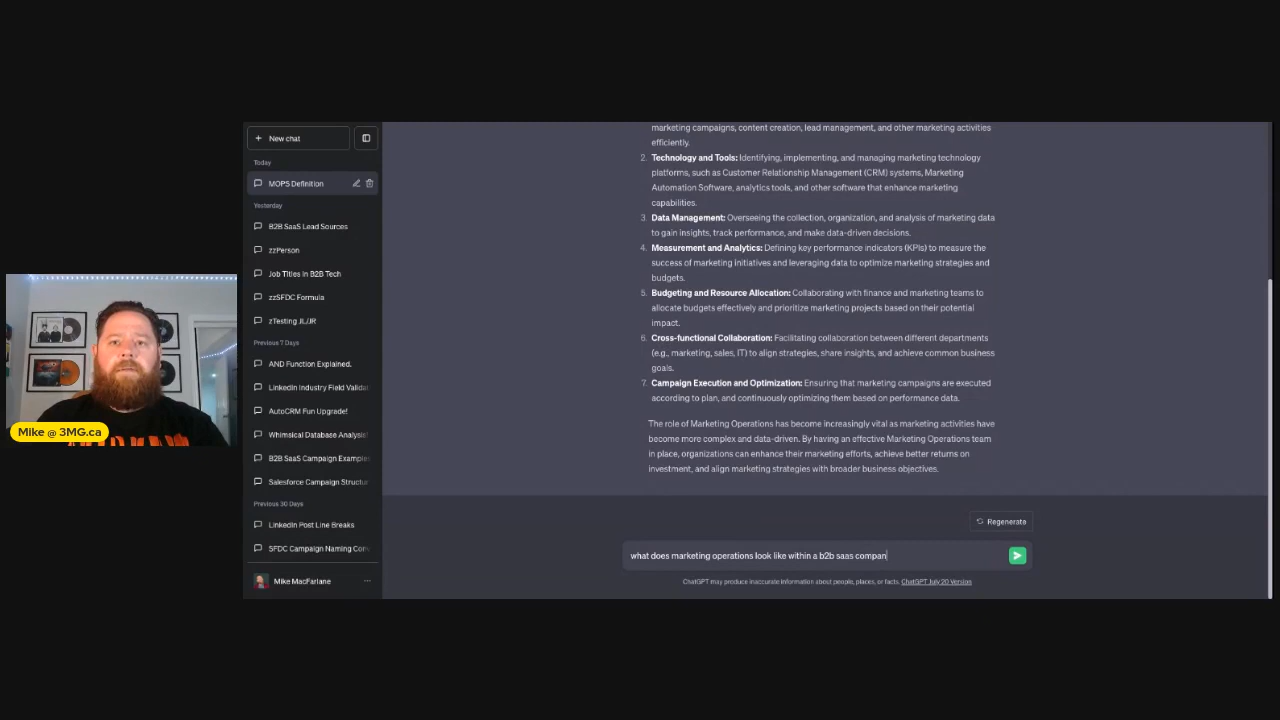 New chat
Today
MOPS Definition
Yesterday
B2B SaaS Lead Sources
zzPerson
Job Titles in B2B Tech
zzSFDC Formula
zTesting JL/JR
Previous 7 Days
AND Function Explained.
LinkedIn Industry Field Validat
AutoCRM Fun Upgrade!
Whimsical Database Analysis!
B2B SaaS Campaign Examples
Salesforce Campaign Structur
Previous 30 Days
LinkedIn Post Line Breaks
SFDC Campaign Naming Con
Mike MacFarlane
marketing campaigns, content creation, lead management, and other marketing activities
efficiently.
2. Technology and Tools: Identifying, implementing, and managing marketing technology
platforms, such as Customer Relationship Management (CRM) systems, Marketing
Automation Software, analytics tools, and other software that enhance marketing
capabilities.
3. Data Management: Overseeing the collection, organization, and analysis of marketing data
to gain insights, track performance, and make data-driven decisions.
4. Measurement and Analytics: Defining key performance indicators (KPIs) to measure the
success of marketing initiatives and leveraging data to optimize marketing strategies and
budgets.
5. Budgeting and Resource Allocation: Collaborating with finance and marketing teams to
allocate budgets effectively and prioritize marketing projects based on their potential
impact.
6. Cross-functional Collaboration: Facilitating collaboration between different departments
(e.g., marketing, sales, IT) to align strategies, share insights, and achieve common business
goals.
7. Campaign Execution and Optimization: Ensuring that marketing campaigns are executed
according to plan, and continuously optimizing them based on performance data.
The role of Marketing Operations has become increasingly vital as marketing activities have
become more complex and data-driven. By having an effective Marketing Operations team
in place, organizations can enhance their marketing efforts, achieve better returns on
investment, and align marketing strategies with broader business objectives.
Regenerate
what does marketing operations look like within a b2b saas compan
ChatGPT may produce inaccurate information about people, places, or facts. ChatGPT July 20 Version
Mike @ 3MG.ca